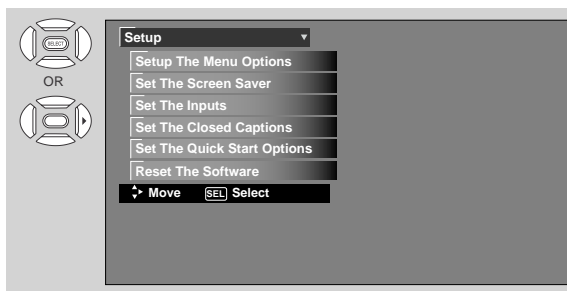 SELECT
OR
Setup
Setup The Menu Options
Set The Screen Saver
Set The Inputs
Set The Closed Captions
Set The Quick Start Options
Reset The Software
Move SEL Select